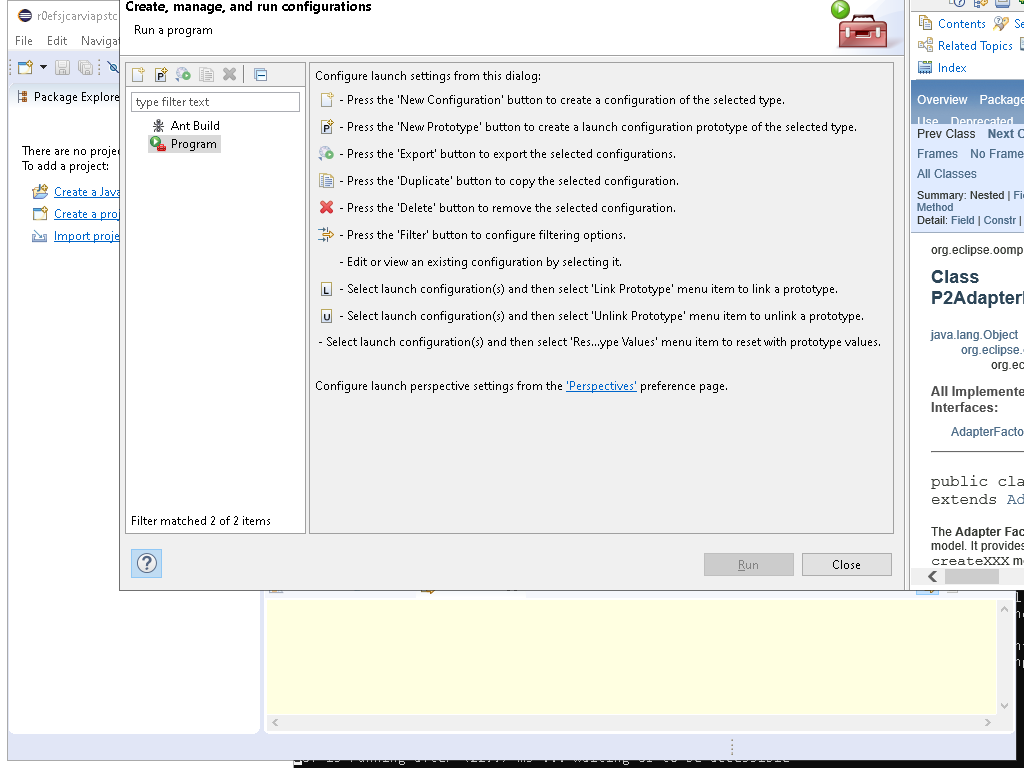 r0efsjcarviapstc
File Edit Naviga
Package Explore
There are no proje
To add a project:
Create a Java
Create a proj
Import proje
Create, manage, and run configurations
Run a program
type filter text
Ant Build
Program
Filter matched 2 of 2 items
Configure launch settings from this dialog:
- Press the 'New Configuration' button to create a configuration of the selected type.
- Press the 'New Prototype' button to create a launch configuration prototype of the selected type.
- Press the 'Export' button to export the selected configurations.
- Press the 'Duplicate' button to copy the selected configuration.
- Press the 'Delete' button to remove the selected configuration.
- Press the 'Filter' button to configure filtering options.
- Edit or view an existing configuration by selecting it.
- Select launch configuration(s) and then select 'Link Prototype' menu item to link a prototype.
- Select launch configuration(s) and then select 'Unlink Prototype' menu item to unlink a prototype.
- Select launch configuration(s) and then select 'Res...ype Values' menu item to reset with prototype values.
Configure launch perspective settings from the 'Perspectives' preference page.
Run Close
Contents Se
Related Topics
Index
Overview Package
Use Deprecated
Prev Class Next C
Frames No Frame
All Classes
Summary: Nested | Fie
Method
Detail: Field | Constr |
org.eclipse.oomp
Class
P2Adapter
java.lang.Object
org.eclipse.
org.ec
All Implemente
Interfaces:
AdapterFacto
public cla
extends Ad
The Adapter Fac
model. It provides
createXXX m